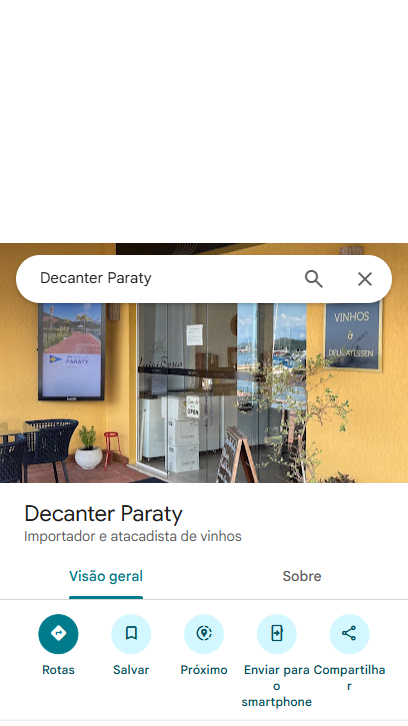 Decanter Paraty
PARATY
OPEN
VINHOS
&
DELICATESSEN
Decanter Paraty
Importador e atacadista de vinhos
Visão geral
Sobre
Rotas
Salvar
Próximo
Enviar para
o
smartphone
Compartilha
r